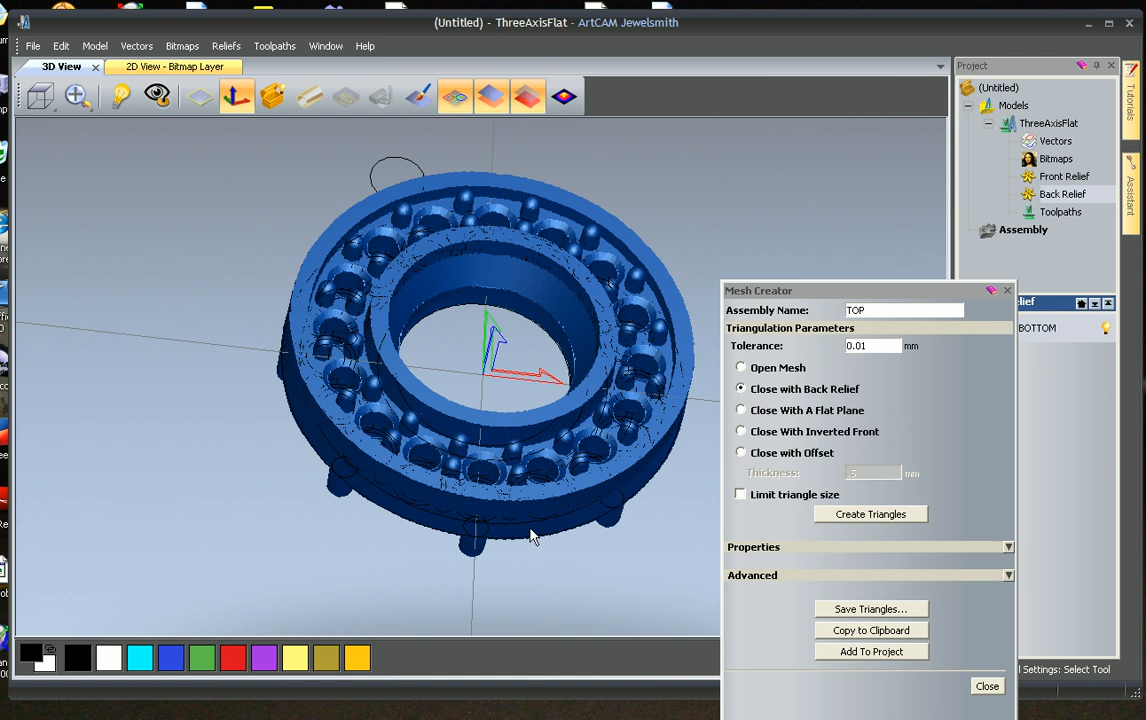 (Untitled) - ThreeAxisFlat - ArtCAM Jewelsmith
File Edit Model Vectors Bitmaps Reliefs Toolpaths Window Help
3D View
2D View - Bitmap Layer
Project
(Untitled)
Models
ThreeAxisFlat
Vectors
Bitmaps
Front Relief
Back Relief
Toolpaths
Assembly
Tutorials
Assistant
BOTTOM
Mesh Creator
Assembly Name: TOP
Triangulation Parameters
Tolerance: 0.01 mm
Open Mesh
Close with Back Relief
Close With A Flat Plane
Close With Inverted Front
Close with Offset
Thickness: .5 mm
Limit triangle size
Create Triangles
Properties
Advanced
Save Triangles...
Copy to Clipboard
Add To Project
Close
Settings: Select Tool